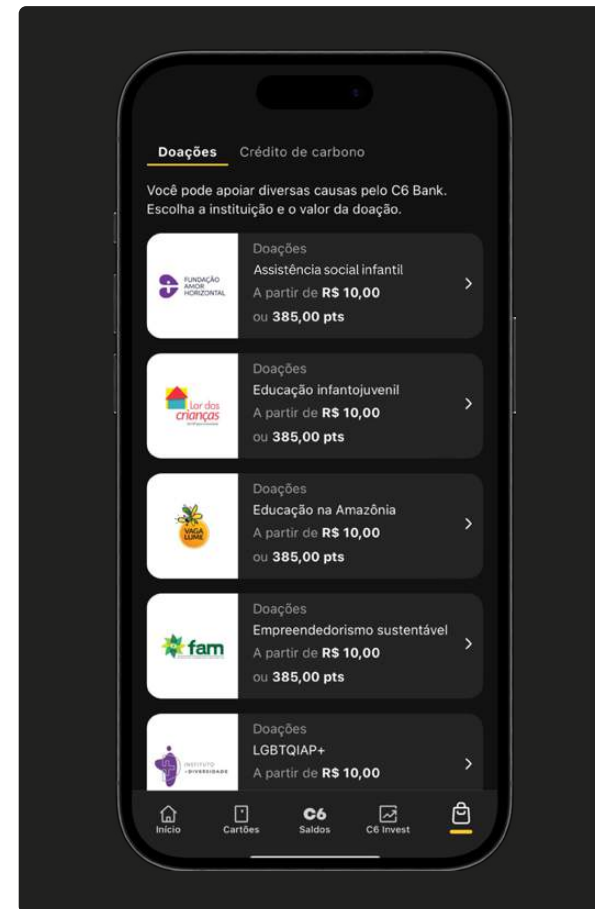 Doações Crédito de carbono
Você pode apoiar diversas causas pelo C6 Bank.
Escolha a instituição e o valor da doação.
FUNDAÇÃO
AMOR
HORIZONTAL
Doações
Assistência social infantil
A partir de R$ 10,00
ou 385,00 pts
Lar das
crianças
Doações
Educação infantojuvenil
A partir de R$ 10,00
ou 385,00 pts
VAGA
LUME
Doações
Educação na Amazônia
A partir de R$ 10,00
ou 385,00 pts
fam
Doações
Empreendedorismo sustentável
A partir de R$ 10,00
ou 385,00 pts
INSTITUTO
+DIVERSIDADE
Doações
LGBTQIAP+
A partir de R$ 10,00
Início Cartões C6 Saldos C6 Invest